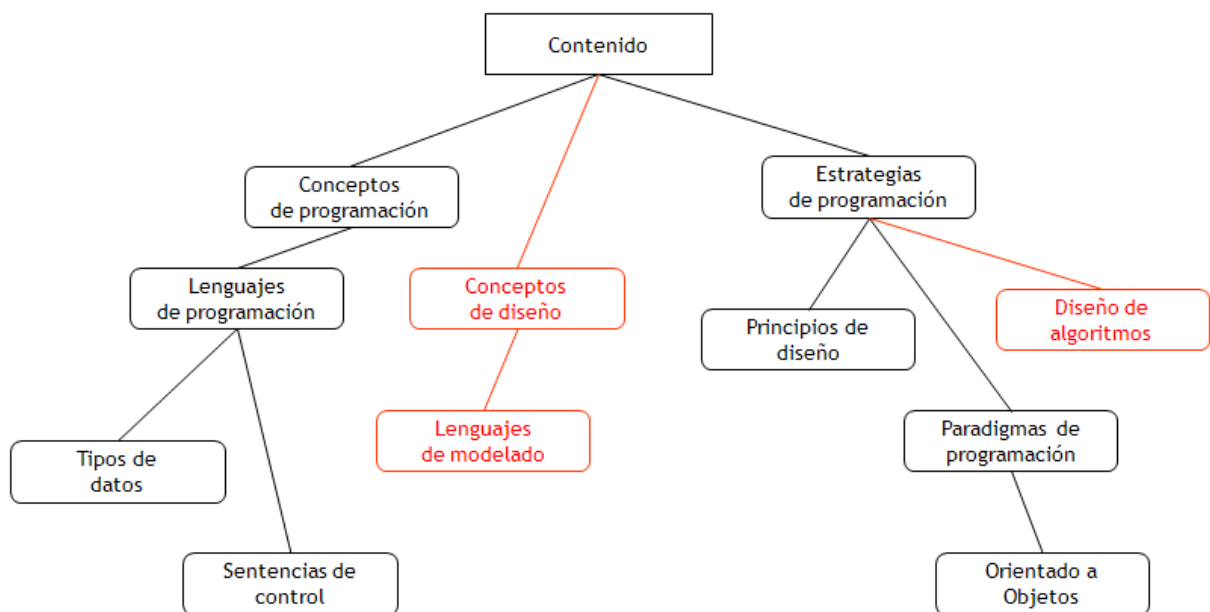 Contenido
Conceptos
de programación
Estrategias
de programación
Lenguajes
de programación
Conceptos
de diseño
Diseño de
algoritmos
Principios de
diseño
Lenguajes
de modelado
Paradigmas de
programación
Tipos de
datos
Sentencias de
control
Orientado a
Objetos